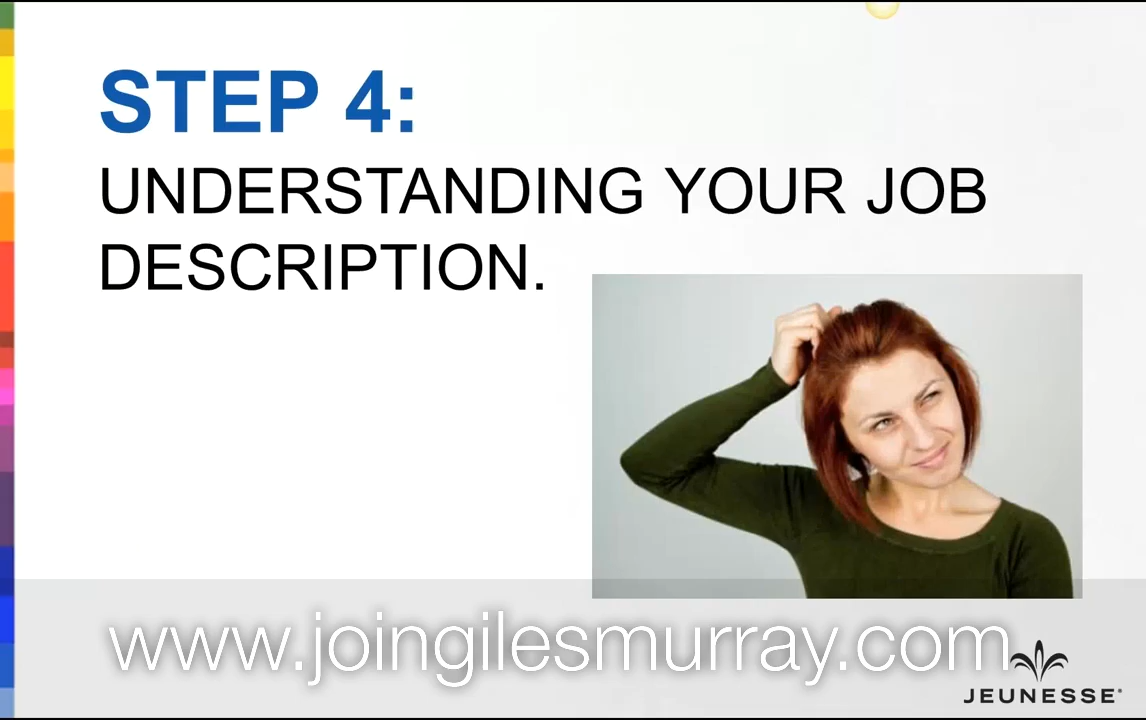 STEP 4:
UNDERSTANDING YOUR JOB
DESCRIPTION.
www.joingilesmurray.com
JEUNESSE®